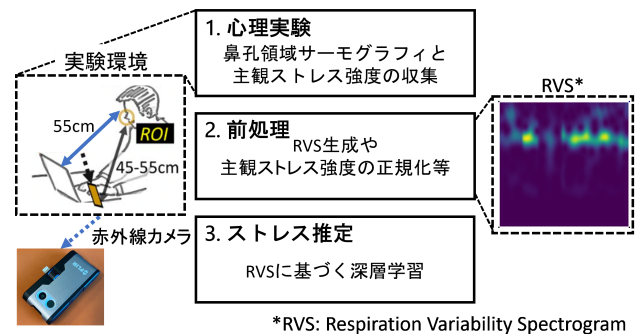 実験環境
55cm
ROI
45-55cm
赤外線カメラ
1. 心理実験
鼻孔領域サーモグラフィと
主観ストレス強度の収集
2. 前処理
RVS生成や
主観ストレス強度の正規化等
3. ストレス推定
RVSに基づく深層学習
RVS*
*RVS: Respiration Variability Spectrogram